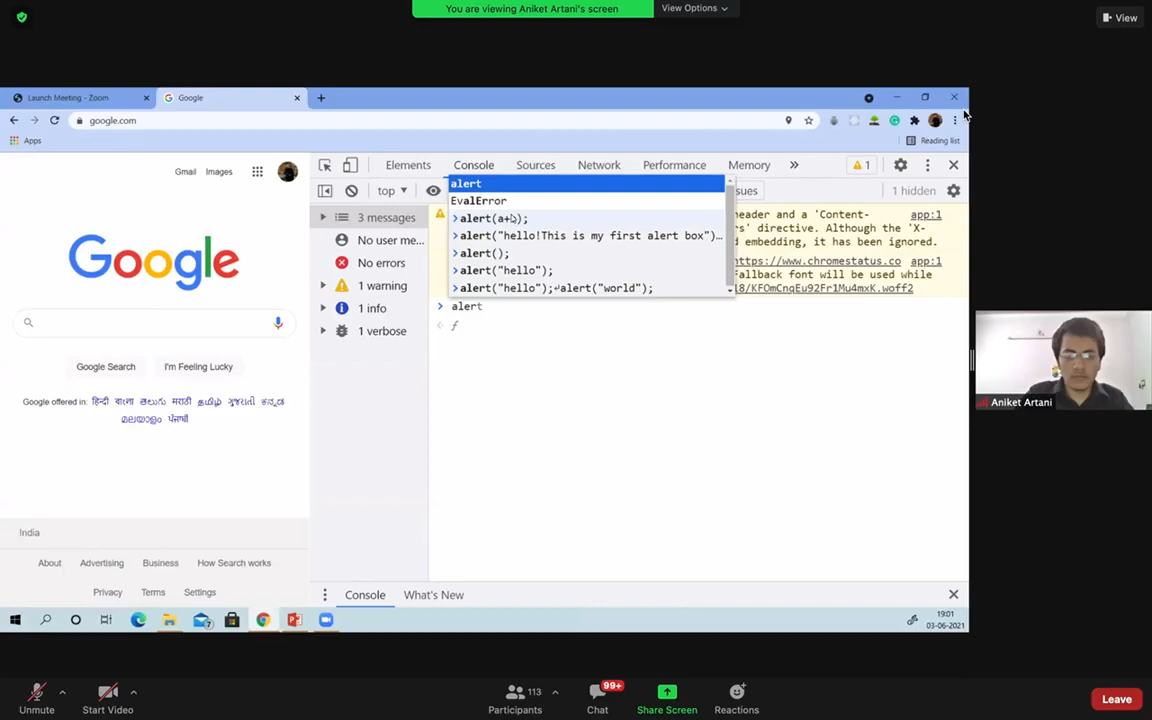 You are viewing Aniket Artani's screen
View Options
View
Launch Meeting - Zoom
Google
google.com
Apps
Reading list
Gmail
Images
Elements
Console
Sources
Network
Performance
Memory
1
top
sues
1 hidden
alert
EvalError
alert(a+b);
alert("hello!This is my first alert box")…
alert();
alert("hello");
alert("hello");↵alert("world");
3 messages
No user me...
No errors
1 warning
1 info
1 verbose
header and a 'Content-
rs' directive. Although the 'X-
d embedding, it has been ignored.
app:1
https://www.chromestatus.co
app:1
Fallback font will be used while
18/KFOmCnqEu92Fr1Mu4mxK.woff2
> alert
f
Google
Google Search
I'm Feeling Lucky
Google offered in: हिन्दी বাংলা తెలుగు मराठी தமிழ் ગુજરાતી ಕನ್ನಡ
മലയാളം ਪੰਜਾਬੀ
India
About
Advertising
Business
How Search works
Privacy
Terms
Settings
Console
What's New
19:01
03-06-2021
Aniket Artani
Unmute
Start Video
Participants
113
Chat
99+
Share Screen
Reactions
Leave